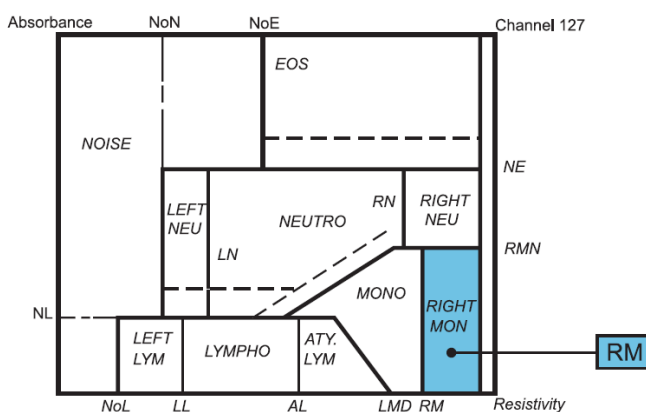 Absorbance
NoN
NoE
Channel 127
EOS
NOISE
NE
LEFT
NEU
NEUTRO
RN
RIGHT
NEU
LN
RMN
NL
MONO
RIGHT
MON
LEFT
LYM
LYMPHO
ATY.
LYM
RM
NoL
LL
AL
LMD
RM
Resistivity